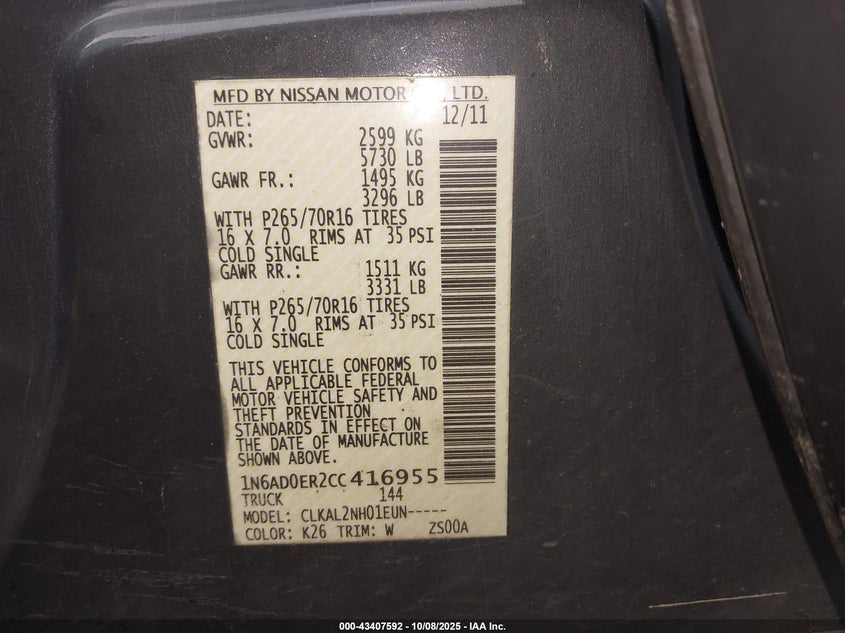 MFD BY NISSAN MOTOR CO., LTD.
DATE: 12/11
GVWR: 2599 KG
5730 LB
GAWR FR.: 1495 KG
3296 LB
WITH P265/70R16 TIRES
16 X 7.0 RIMS AT 35 PSI
COLD SINGLE
GAWR RR.: 1511 KG
3331 LB
WITH P265/70R16 TIRES
16 X 7.0 RIMS AT 35 PSI
COLD SINGLE
THIS VEHICLE CONFORMS TO
ALL APPLICABLE FEDERAL
MOTOR VEHICLE SAFETY AND
THEFT PREVENTION
STANDARDS IN EFFECT ON
THE DATE OF MANUFACTURE
SHOWN ABOVE.
1N6AD0ER2CC416955
TRUCK 144
MODEL: CLKAL2NH01EUN-----
COLOR: K26 TRIM: W ZS00A
000-43407592 - 10/08/2025 - IAA Inc.